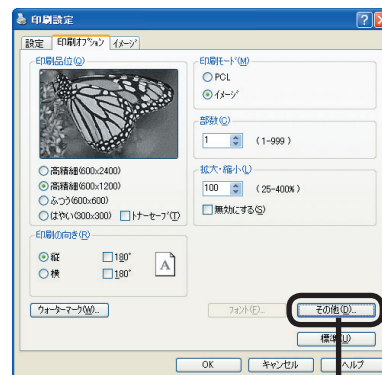 印刷設定
設定 印刷オプション イメージ
印刷品位(Q)
高精細(600x2400)
高精細(600x1200)
ふつう(600x600)
はやい(300x300) トナーセーブ(T)
印刷の向き(R)
縦 180°
横 180°
A
印刷モード(M)
PCL
イメージ
部数(C)
1 (1-999)
拡大・縮小(L)
100 (25-400%)
無効にする(S)
ウォーターマーク(W)... フォント(F)... その他(D)...
標準(U)
OK キャンセル ヘルプ